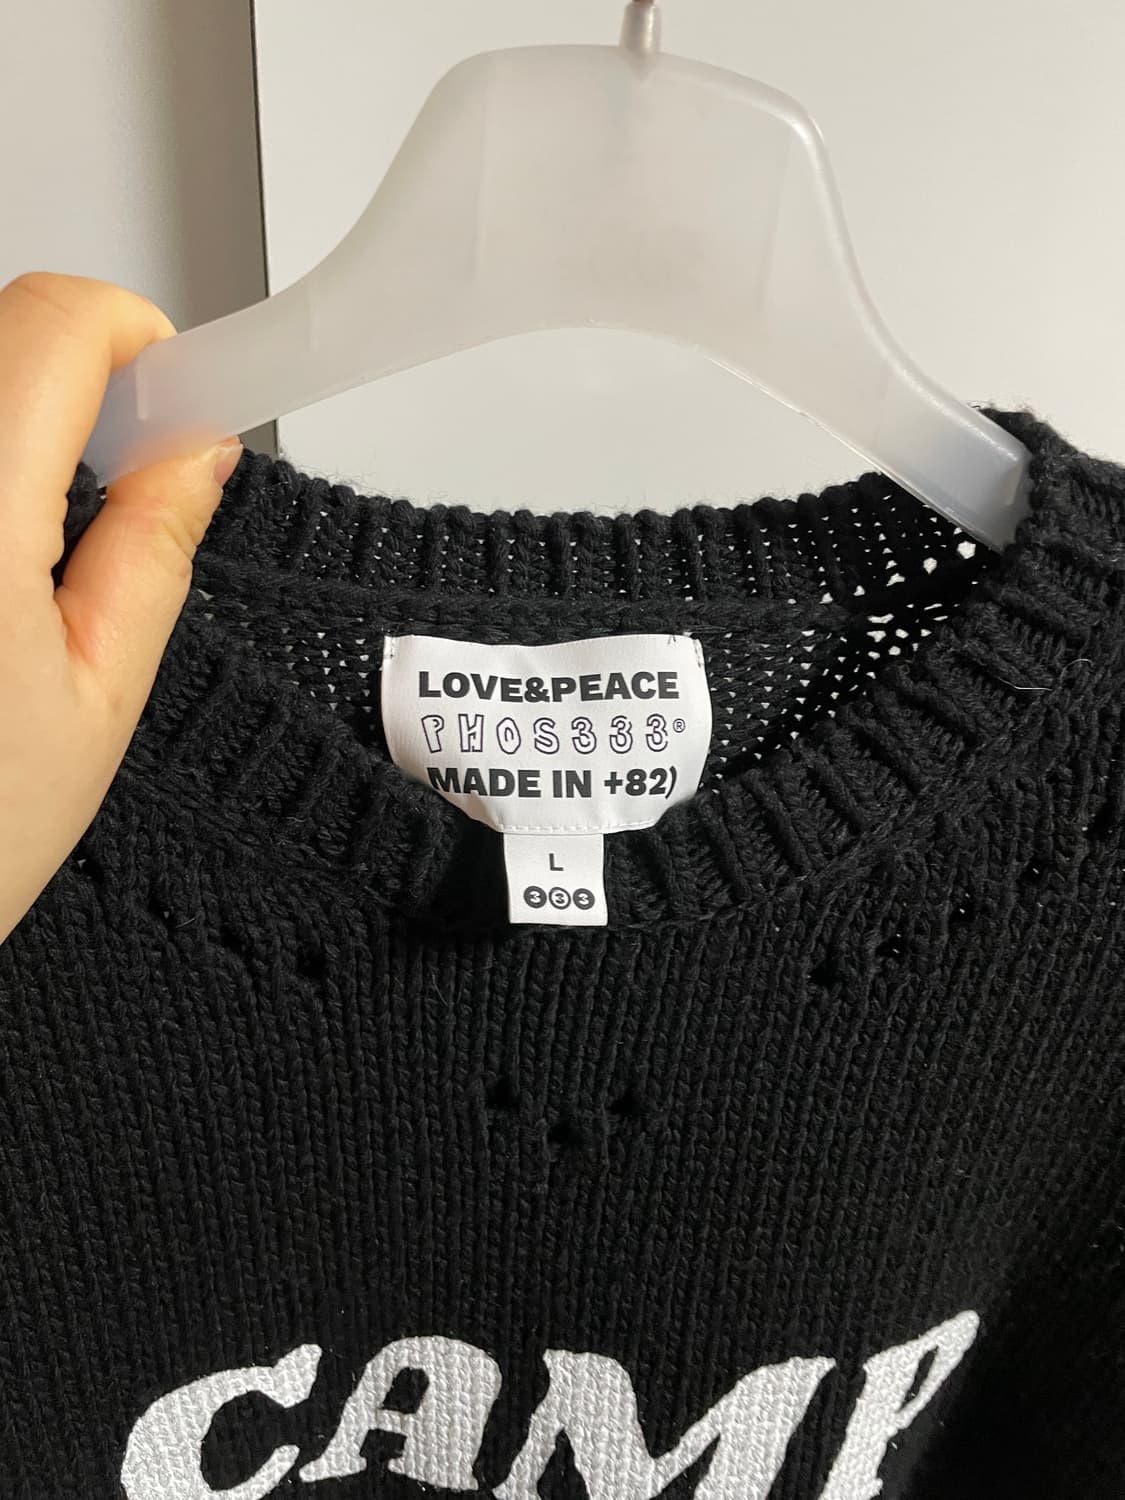 LOVE&PEACE
PHOS333®
MADE IN +82)
L
333
CAMP